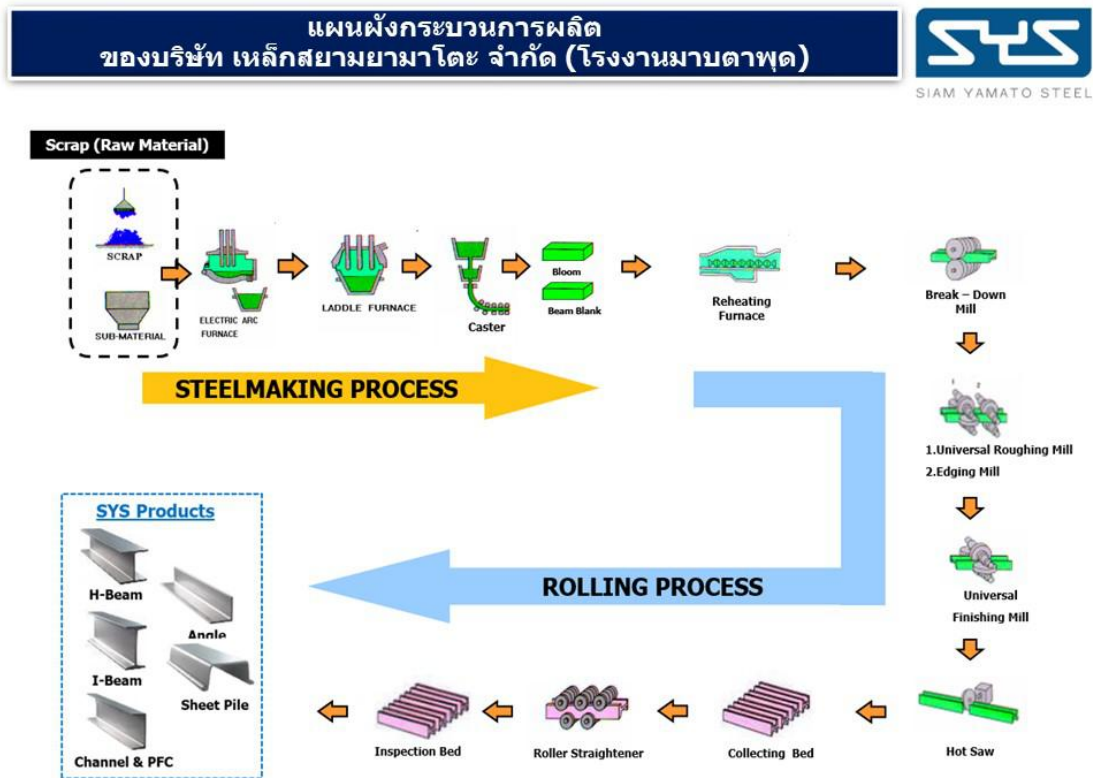 แผนผังกระบวนการผลิต
ของบริษัท เหล็กสยามยามาโตะ จำกัด (โรงงานมาบตาพุด)
SYS
SIAM YAMATO STEEL
Scrap (Raw Material)
SCRAP
SUB-MATERIAL
ELECTRIC ARC
FURNACE
LADDLE FURNACE
Caster
Bloom
Beam Blank
Reheating
Furnace
Break – Down
Mill
STEELMAKING PROCESS
1.Universal Roughing Mill
2.Edging Mill
SYS Products
H-Beam
Angle
I-Beam
Sheet Pile
Channel & PFC
ROLLING PROCESS
Universal
Finishing Mill
Inspection Bed
Roller Straightener
Collecting Bed
Hot Saw